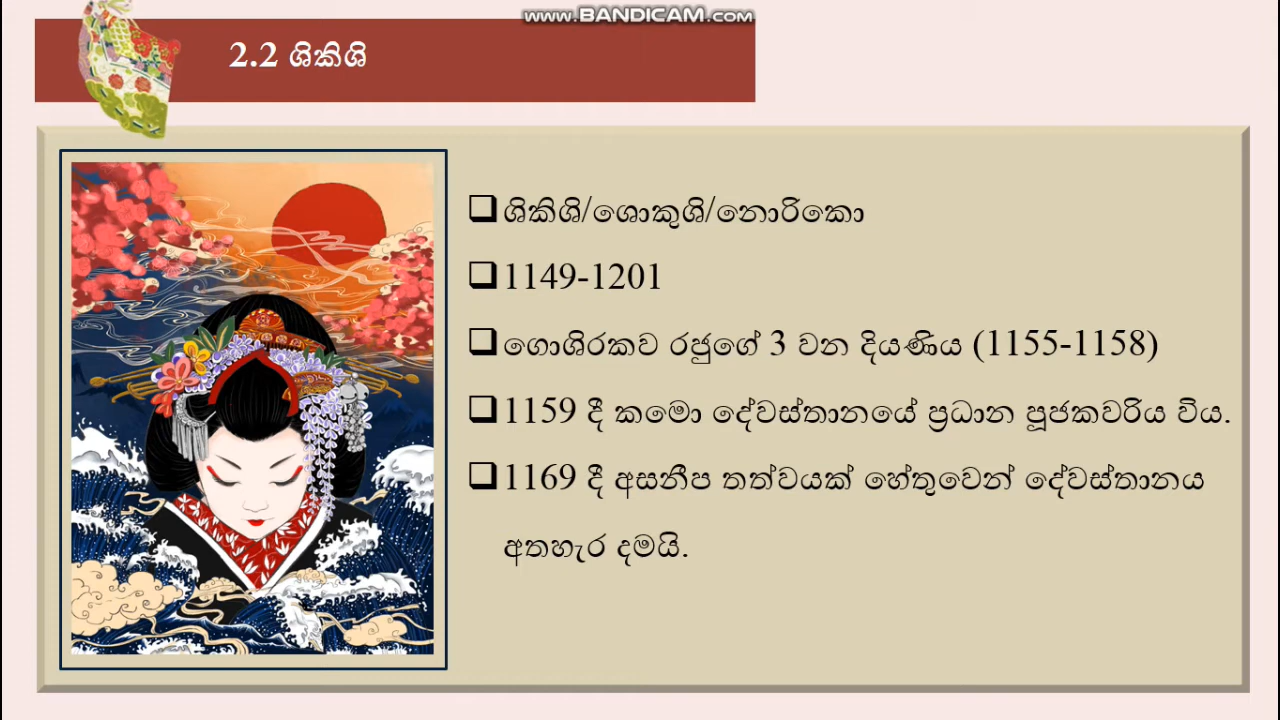 www.BANDICAM.com
2.2 ශිකිශි
ශිකිශි/ශොකුශි/නොරිකො
1149-1201
ගොශිරකව රජුගේ 3 වන දියණිය (1155-1158)
1159 දී කමො දේවස්තානයේ ප්‍රධාන පූජකවරිය විය.
1169 දී අසනීප තත්වයක් හේතුවෙන් දේවස්තානය
අතහැර දමයි.